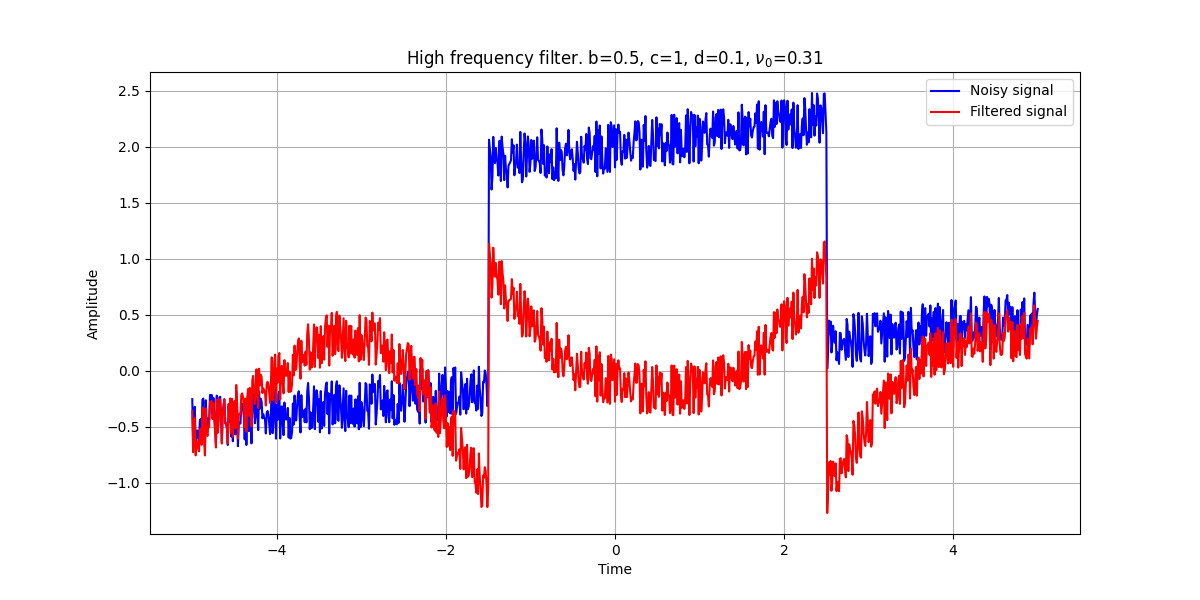 High frequency filter. b=0.5, c=1, d=0.1, $\nu_0$=0.31
Noisy signal
Filtered signal
2.5
2.0
1.5
1.0
0.5
0.0
−0.5
−1.0
Amplitude
−4
−2
0
2
4
Time